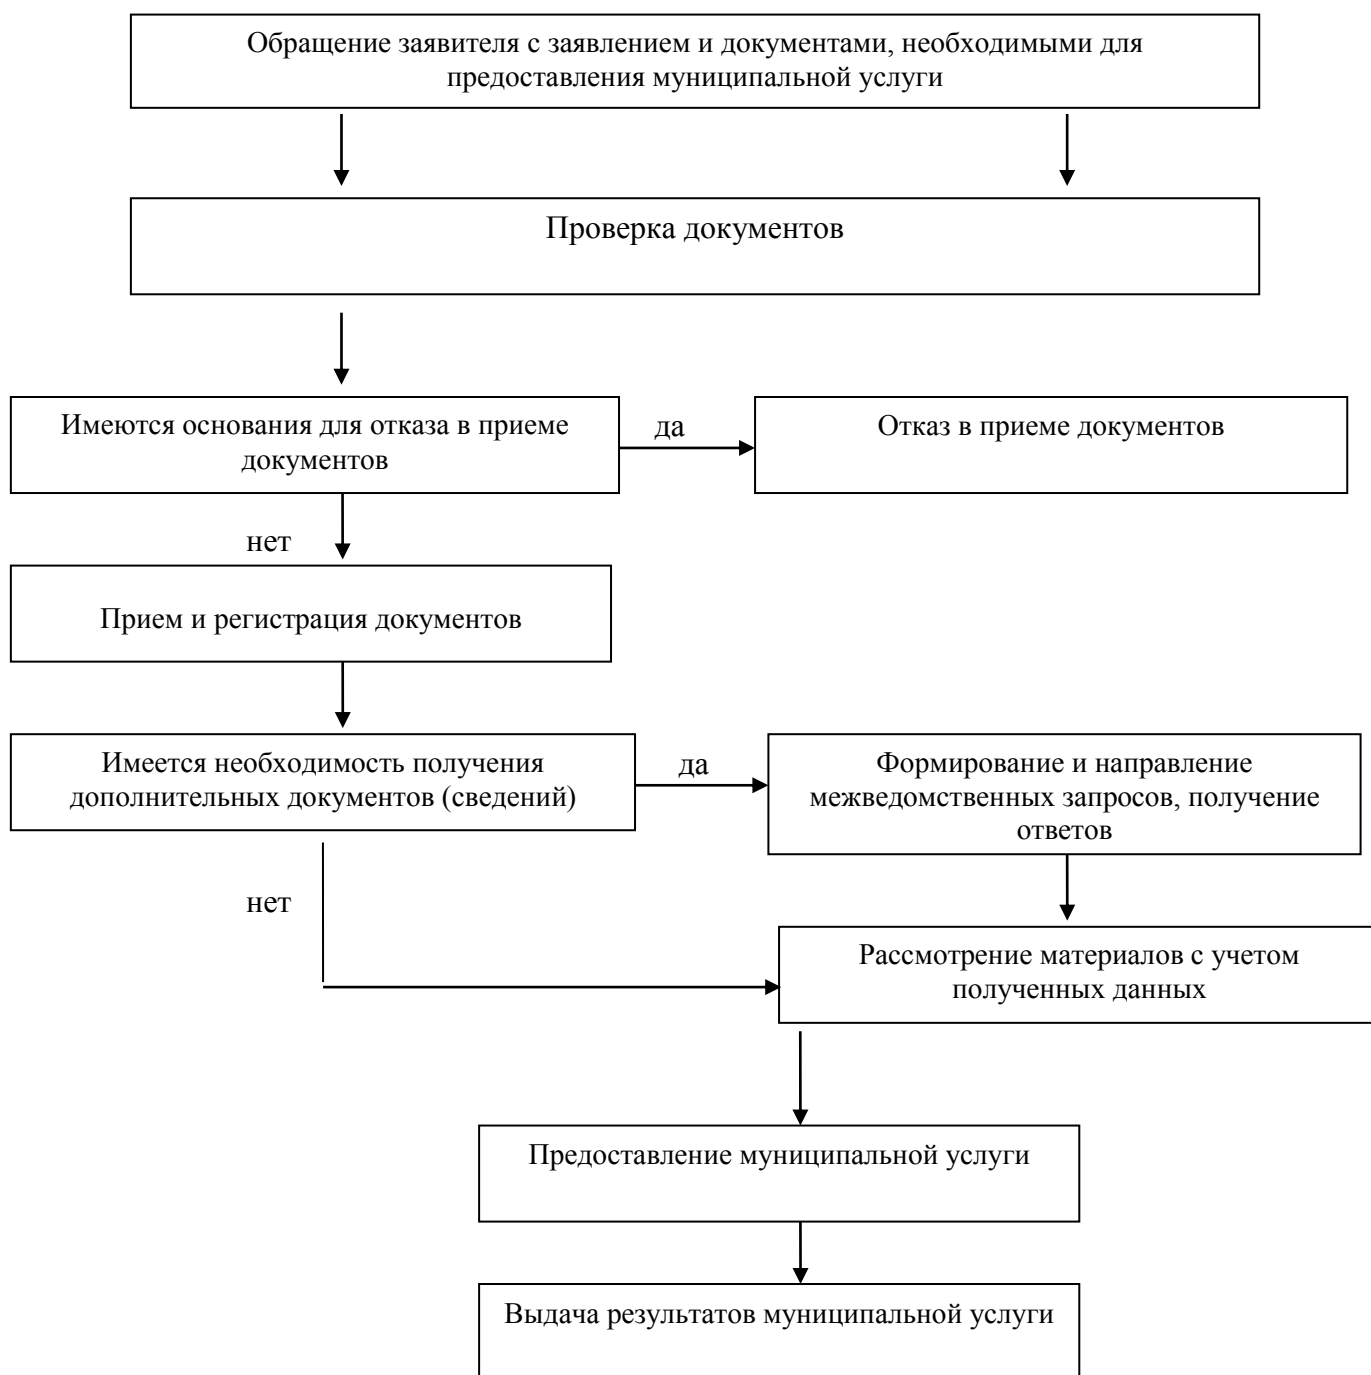 Обращение заявителя с заявлением и документами, необходимыми для
предоставления муниципальной услуги
Проверка документов
Имеются основания для отказа в приеме
документов
да
Отказ в приеме документов
нет
Прием и регистрация документов
Имеется необходимость получения
дополнительных документов (сведений)
да
Формирование и направление
межведомственных запросов, получение
ответов
нет
Рассмотрение материалов с учетом
полученных данных
Предоставление муниципальной услуги
Выдача результатов муниципальной услуги